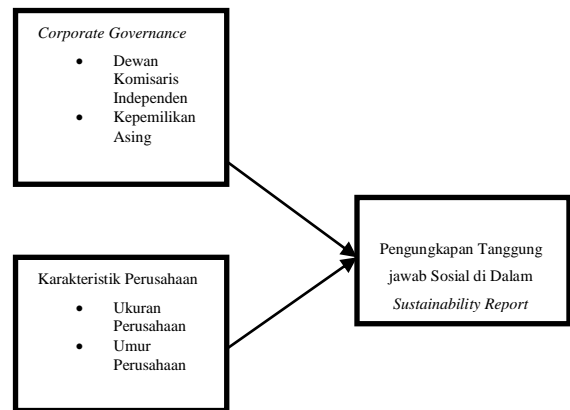 Corporate Governance
• Dewan
Komisaris
Independen
• Kepemilikan
Asing
Karakteristik Perusahaan
• Ukuran
Perusahaan
• Umur
Perusahaan
Pengungkapan Tanggung
jawab Sosial di Dalam
Sustainability Report